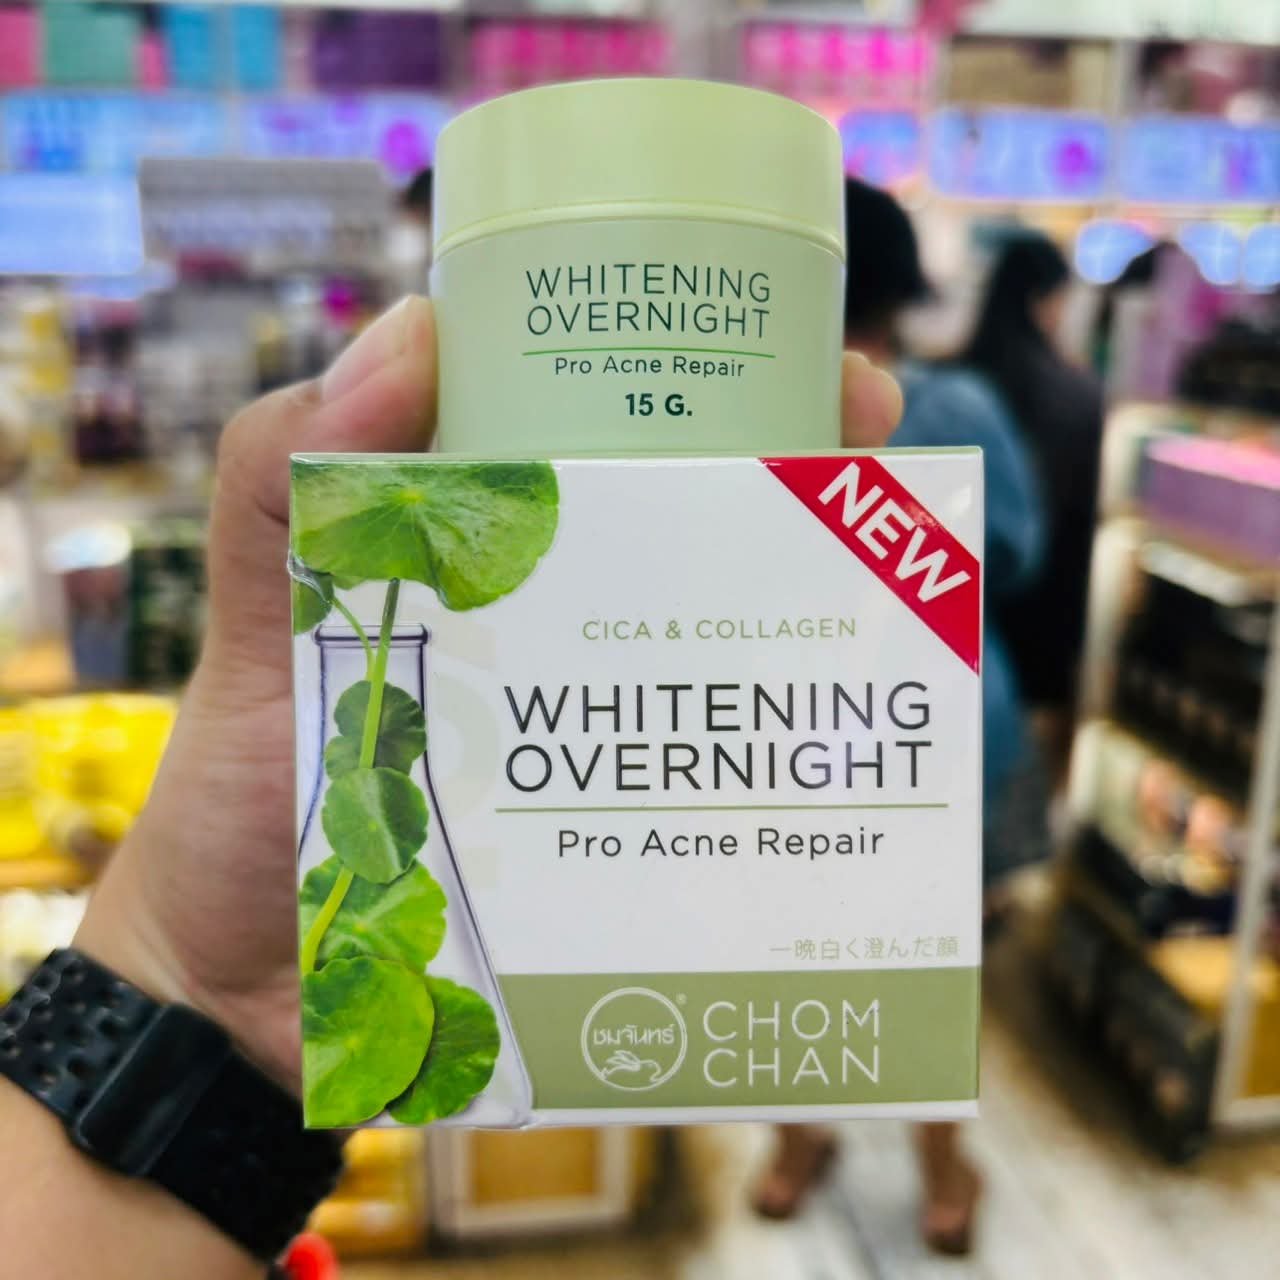 WHITENING
OVERNIGHT
Pro Acne Repair
15 G.
NEW
CICA & COLLAGEN
WHITENING
OVERNIGHT
Pro Acne Repair
一晩白く澄んだ顔
ชมจันทร์
®
CHOM
CHAN